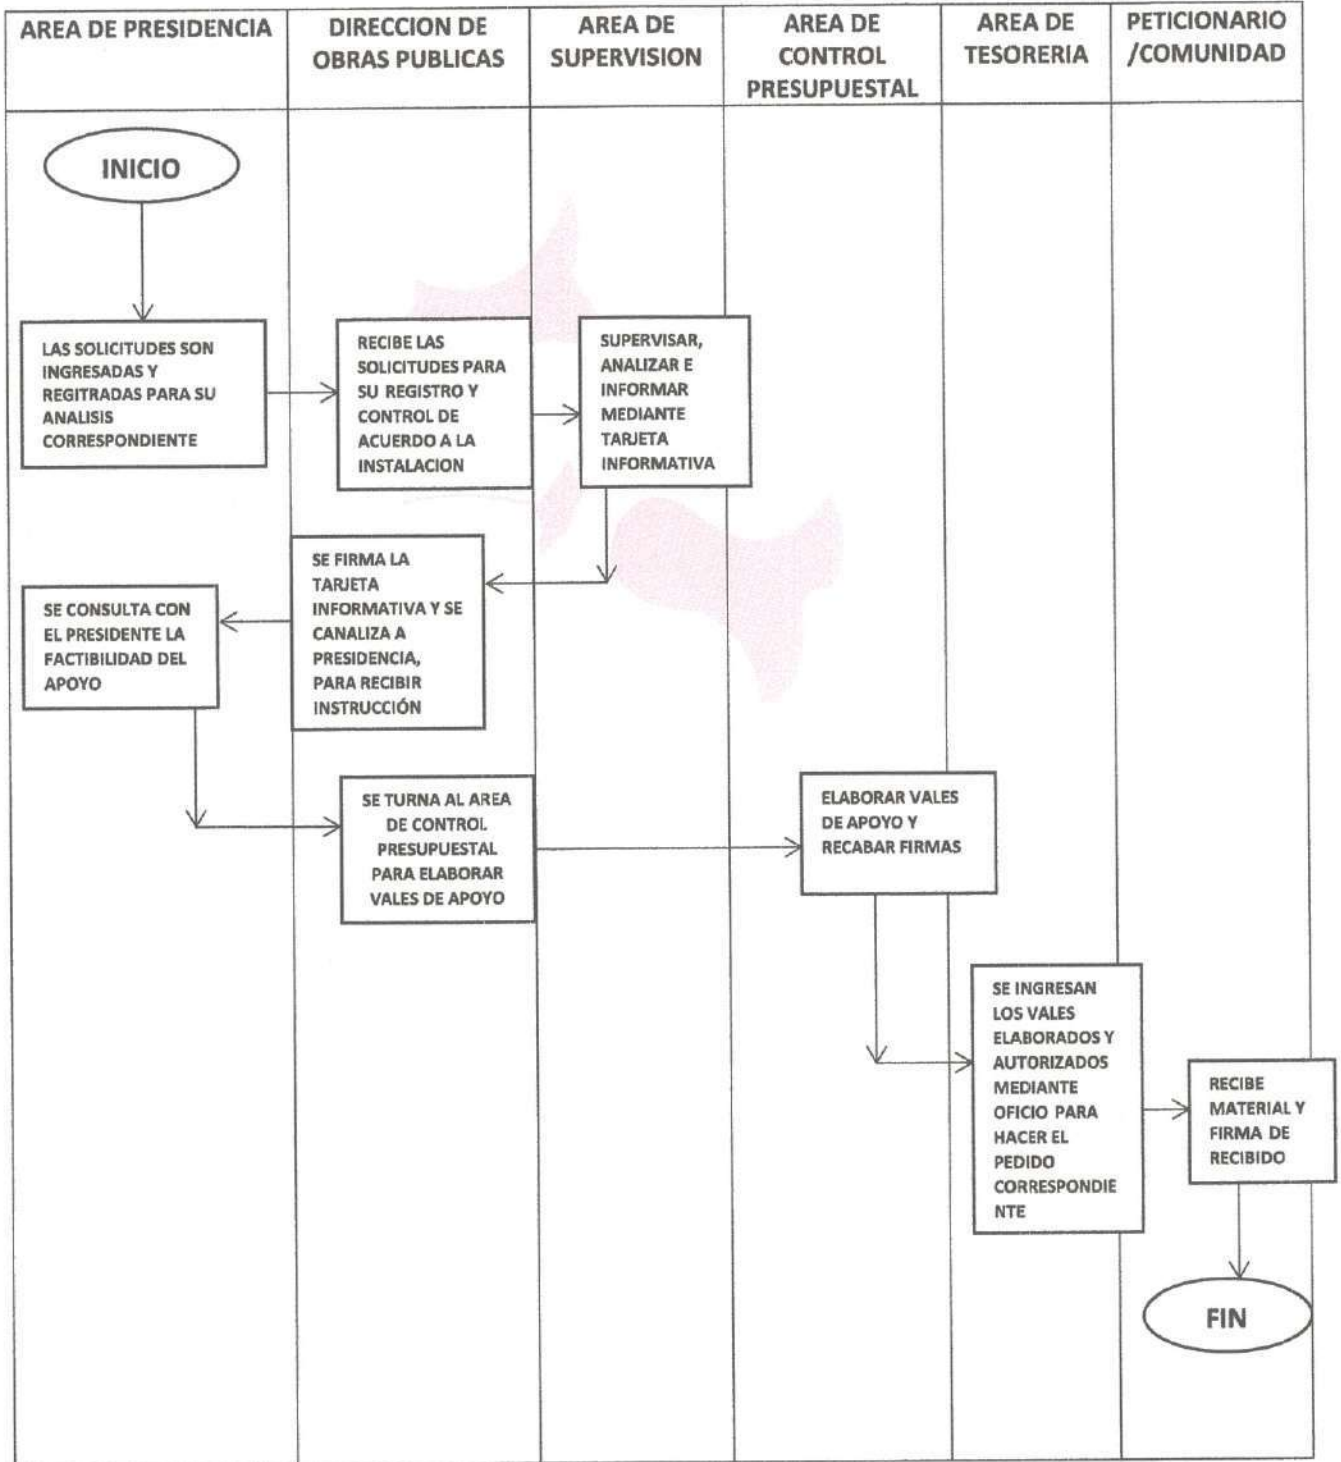 AREA DE PRESIDENCIA
DIRECCION DE
OBRAS PUBLICAS
AREA DE
SUPERVISION
AREA DE
CONTROL
PRESUPUESTAL
AREA DE
TESORERIA
PETICIONARIO
/COMUNIDAD
INICIO
LAS SOLICITUDES SON
INGRESADAS Y
REGITRADAS PARA SU
ANALISIS
CORRESPONDIENTE
RECIBE LAS
SOLICITUDES PARA
SU REGISTRO Y
CONTROL DE
ACUERDO A LA
INSTALACION
SUPERVISAR,
ANALIZAR E
INFORMAR
MEDIANTE
TARJETA
INFORMATIVA
SE FIRMA LA
TARJETA
INFORMATIVA Y SE
CANALIZA A
PRESIDENCIA,
PARA RECIBIR
INSTRUCCIÓN
SE CONSULTA CON
EL PRESIDENTE LA
FACTIBILIDAD DEL
APOYO
SE TURNA AL AREA
DE CONTROL
PRESUPUESTAL
PARA ELABORAR
VALES DE APOYO
ELABORAR VALES
DE APOYO Y
RECABAR FIRMAS
SE INGRESAN
LOS VALES
ELABORADOS Y
AUTORIZADOS
MEDIANTE
OFICIO PARA
HACER EL
PEDIDO
CORRESPONDIE
NTE
RECIBE
MATERIAL Y
FIRMA DE
RECIBIDO
FIN